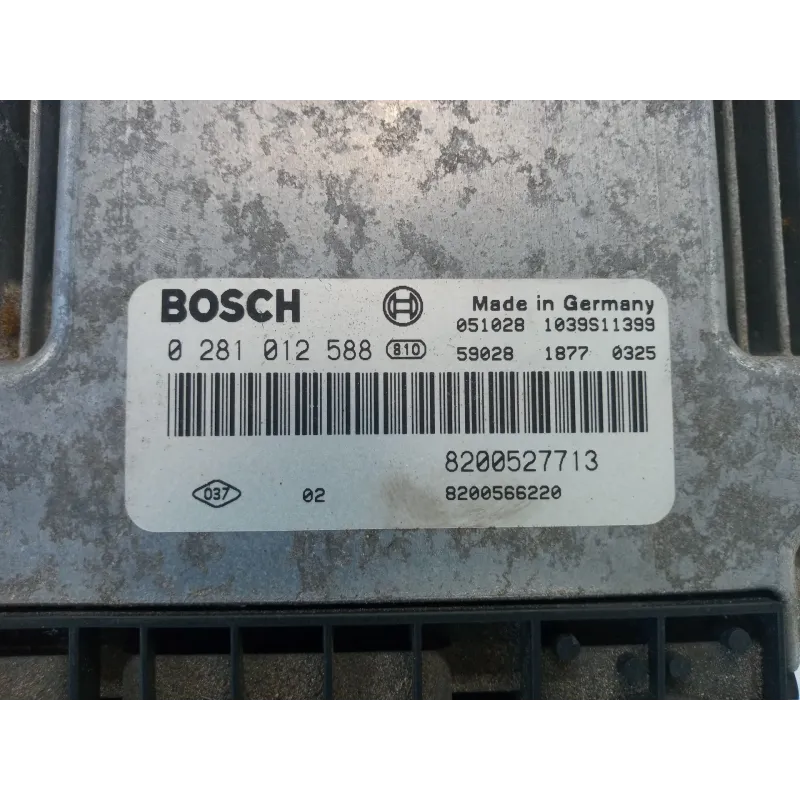 BOSCH
Made in Germany
051028 1039S11399
0 281 012 588 810
59028 1877 0325
8200527713
037 02 8200566220